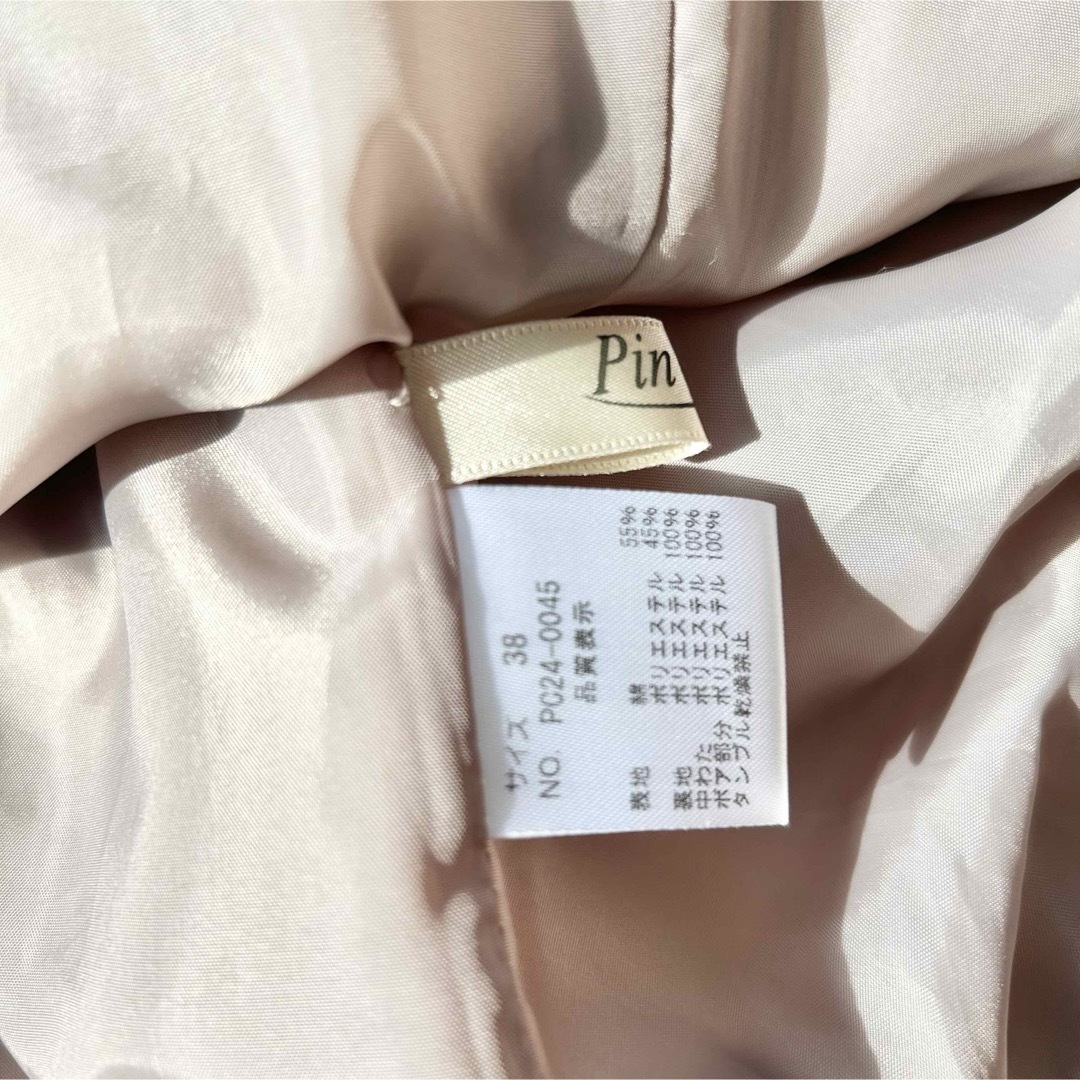 Pin
サイズ 38
NO. PC24-0045
品質表示
表地 綿 55%
ポリエステル 45%
裏地 ポリエステル 100%
中わた ポリエステル 100%
ボア部分 ポリエステル 100%
タンブル乾燥禁止